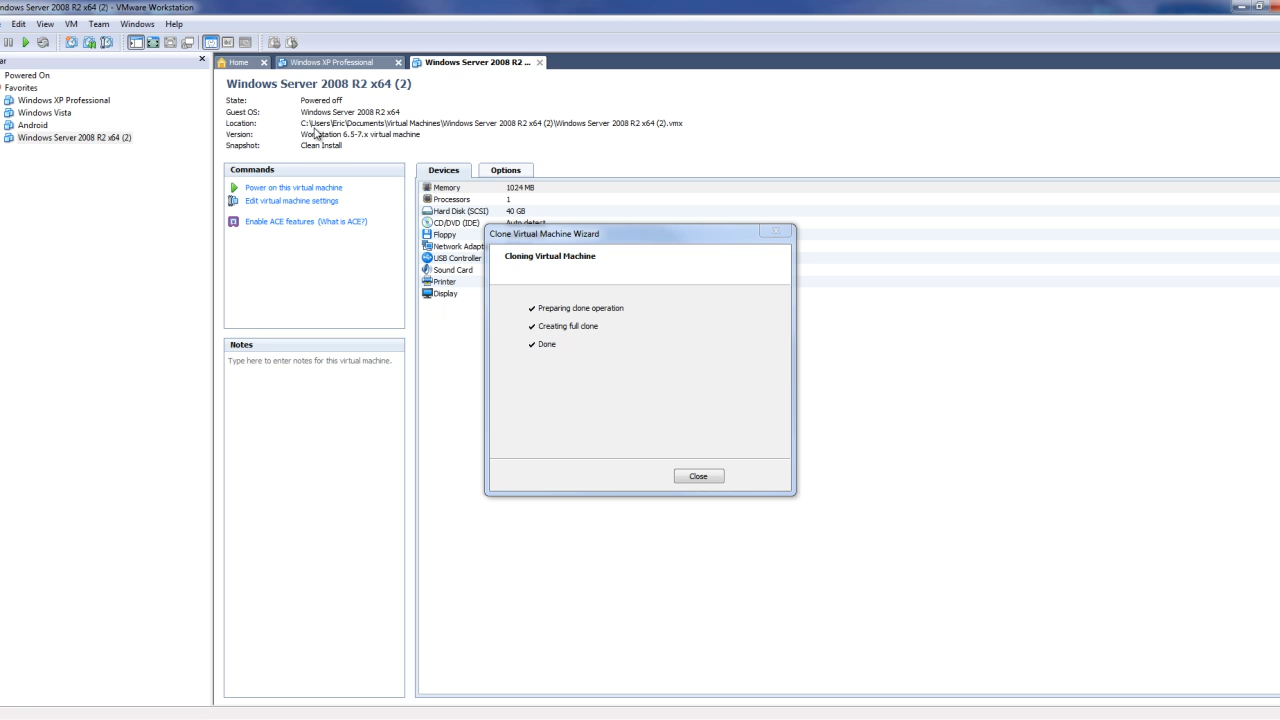 ndows Server 2008 R2 x64 (2) - VMware Workstation
Edit View VM Team Windows Help
ar
Powered On
Favorites
Windows XP Professional
Windows Vista
Android
Windows Server 2008 R2 x64 (2)
Home
Windows XP Professional
Windows Server 2008 R2 ...
Windows Server 2008 R2 x64 (2)
State: Powered off
Guest OS: Windows Server 2008 R2 x64
Location: C:\Users\Eric\Documents\Virtual Machines\Windows Server 2008 R2 x64 (2)\Windows Server 2008 R2 x64 (2).vmx
Version: Workstation 6.5-7.x virtual machine
Snapshot: Clean Install
Commands
Power on this virtual machine
Edit virtual machine settings
Enable ACE features (What is ACE?)
Notes
Type here to enter notes for this virtual machine.
Devices
Options
Memory 1024 MB
Processors 1
Hard Disk (SCSI) 40 GB
CD/DVD (IDE) Auto detect
Floppy
Network Adapt
USB Controller
Sound Card
Printer
Display
Clone Virtual Machine Wizard
Cloning Virtual Machine
Preparing clone operation
Creating full clone
Done
Close